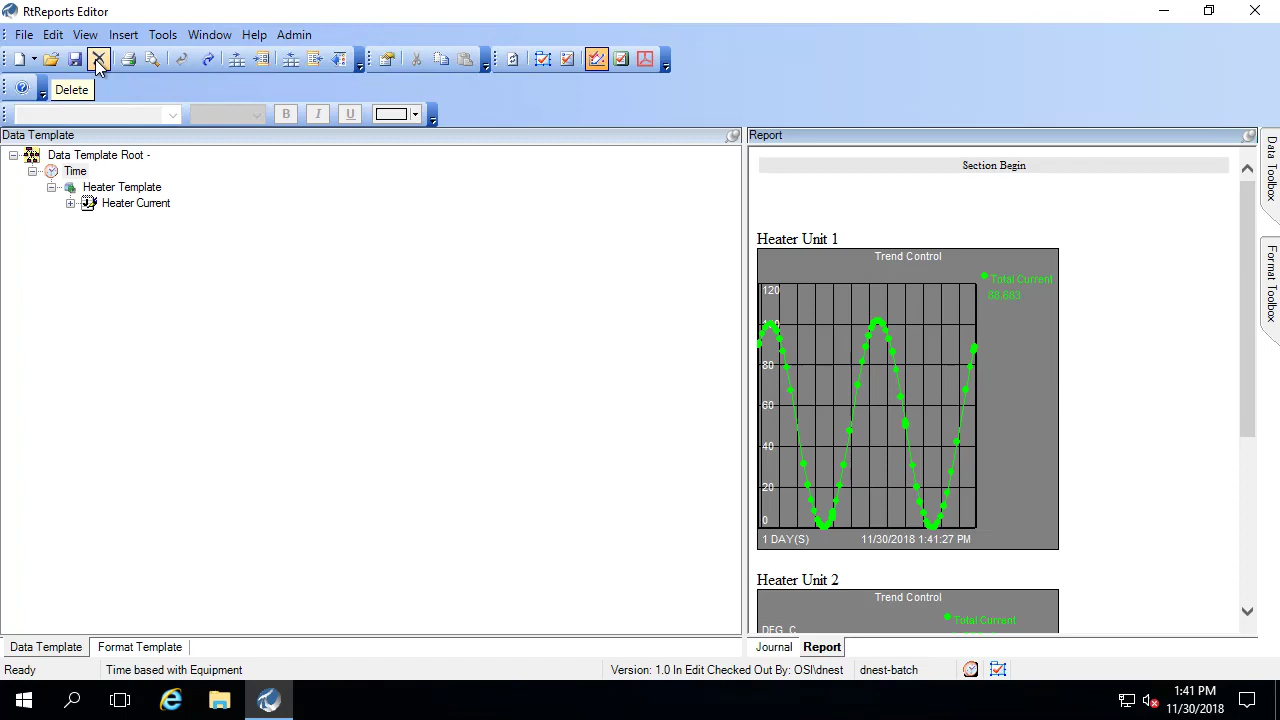 RtReports Editor
File Edit View Insert Tools Window Help Admin
Delete
B I U
Data Template
Report
Data Template Root -
Time
Heater Template
Heater Current
Section Begin
Heater Unit 1
Trend Control
Total Current
88.683
120
80
60
40
20
0
1 DAY(S) 11/30/2018 1:41:27 PM
Heater Unit 2
Trend Control
Total Current
DEG. C
Data Toolbox
Format Toolbox
Data Template Format Template
Journal Report
Ready Time based with Equipment Version: 1.0 In Edit Checked Out By: OSI\dnest dnest-batch
1:41 PM
11/30/2018